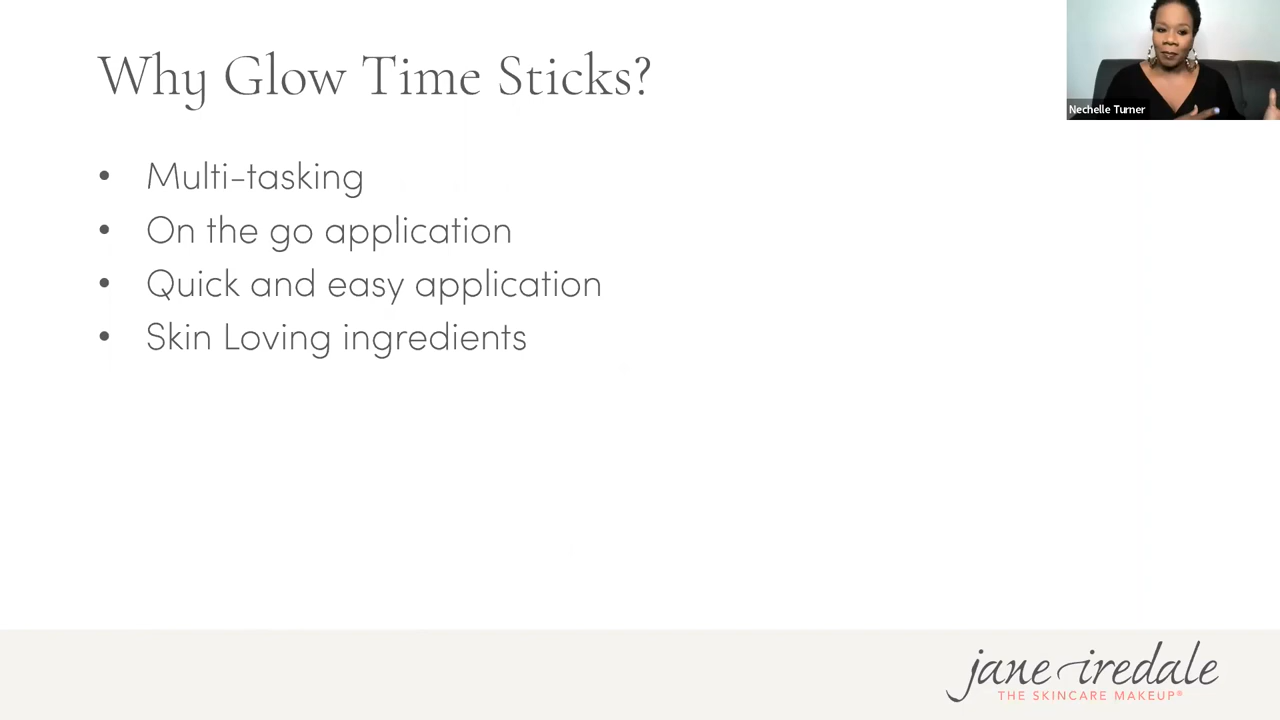 Why Glow Time Sticks?
Nechelle Turner
• Multi-tasking
• On the go application
• Quick and easy application
• Skin Loving ingredients
jane iredale
THE SKINCARE MAKEUP®